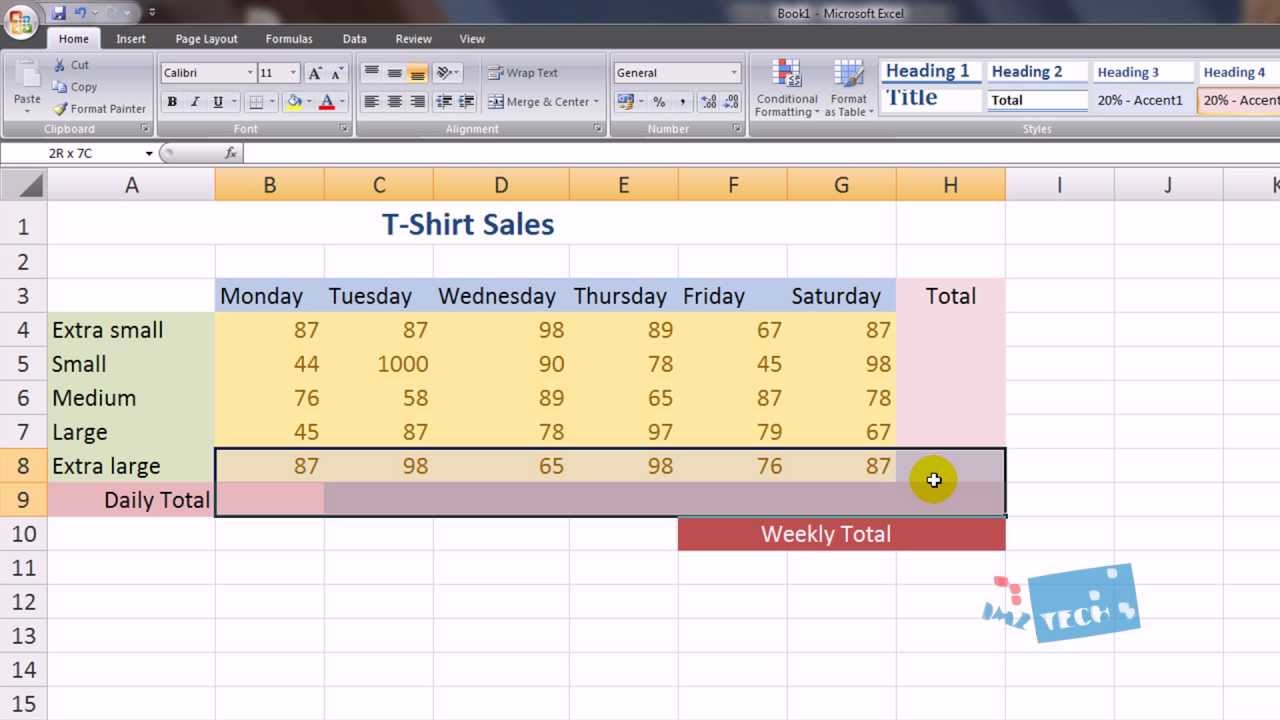 Book1 - Microsoft Excel
Home Insert Page Layout Formulas Data Review View
Paste Cut Copy Format Painter Clipboard
Calibri 11 A A B I U A Font
Wrap Text Merge & Center Alignment
General % , Number
Conditional Formatting Format as Table
Heading 1 Heading 2 Heading 3 Heading 4
Title Total 20% - Accent1 20% - Accent
Styles
2R x 7C fx
A B C D E F G H I J K
1 T-Shirt Sales
2
3 Monday Tuesday Wednesday Thursday Friday Saturday Total
4 Extra small 87 87 98 89 67 87
5 Small 44 1000 90 78 45 98
6 Medium 76 58 89 65 87 78
7 Large 45 87 78 97 79 67
8 Extra large 87 98 65 98 76 87
9 Daily Total
10 Weekly Total
11
12
13
14
15
IMZ TECH